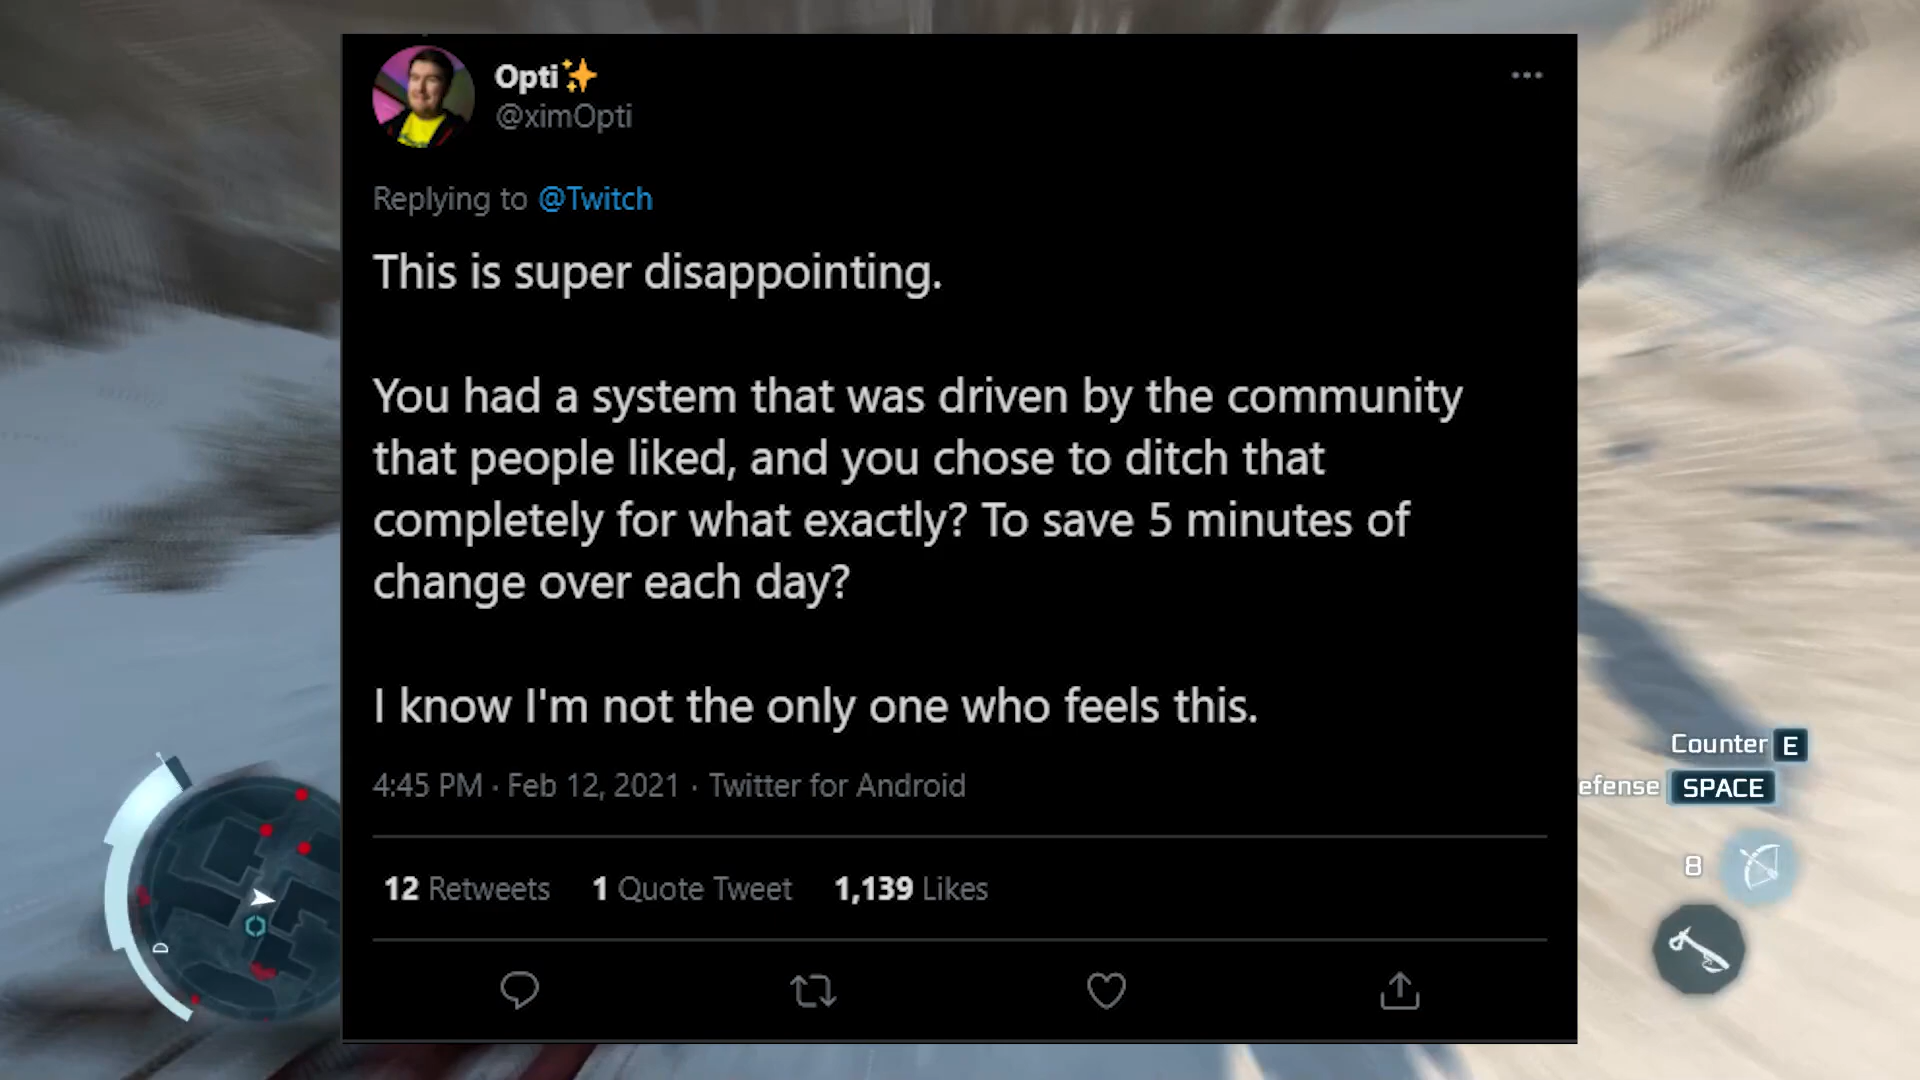 Opti✨
@ximOpti
Replying to @Twitch
This is super disappointing.
You had a system that was driven by the community
that people liked, and you chose to ditch that
completely for what exactly? To save 5 minutes of
change over each day?
I know I'm not the only one who feels this.
4:45 PM · Feb 12, 2021 · Twitter for Android
12 Retweets 1 Quote Tweet 1,139 Likes
Counter E
efense SPACE
8